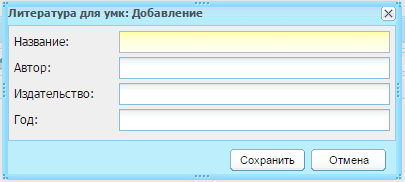 Литература для умк: Добавление
Название:
Автор:
Издательство:
Год:
Сохранить Отмена